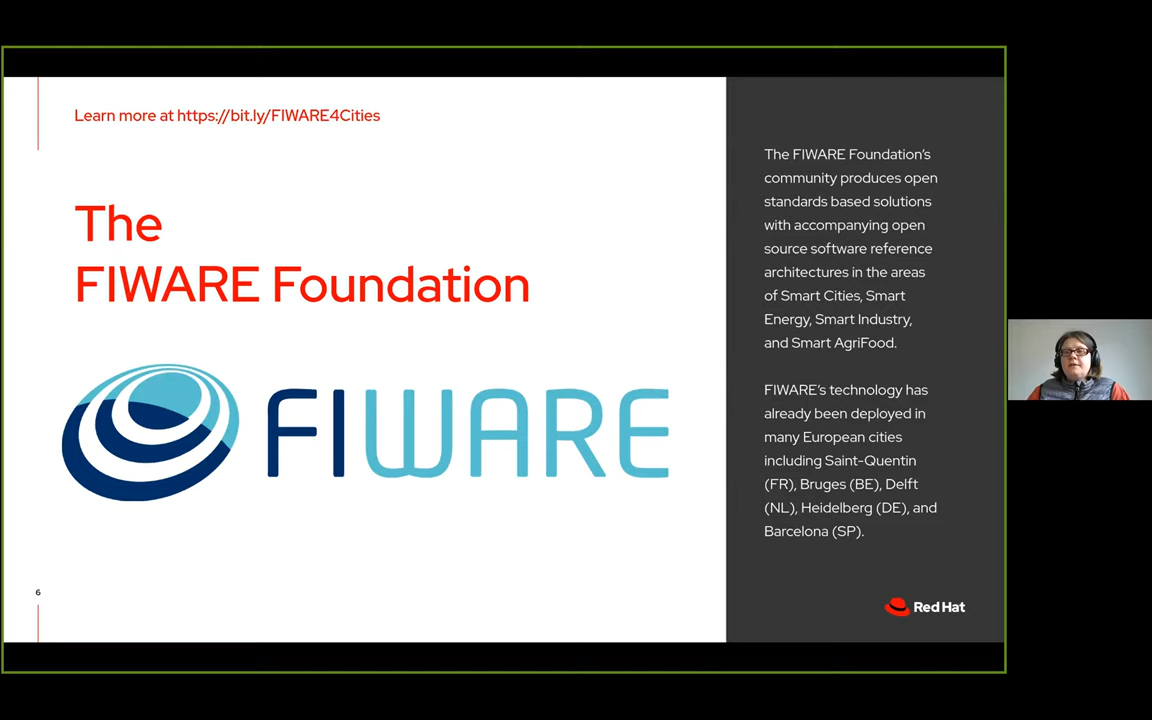 Learn more at https://bit.ly/FIWARE4Cities
The
FIWARE Foundation
FIWARE
6
The FIWARE Foundation's
community produces open
standards based solutions
with accompanying open
source software reference
architectures in the areas
of Smart Cities, Smart
Energy, Smart Industry,
and Smart AgriFood.
FIWARE's technology has
already been deployed in
many European cities
including Saint-Quentin
(FR), Bruges (BE), Delft
(NL), Heidelberg (DE), and
Barcelona (SP).
Red Hat